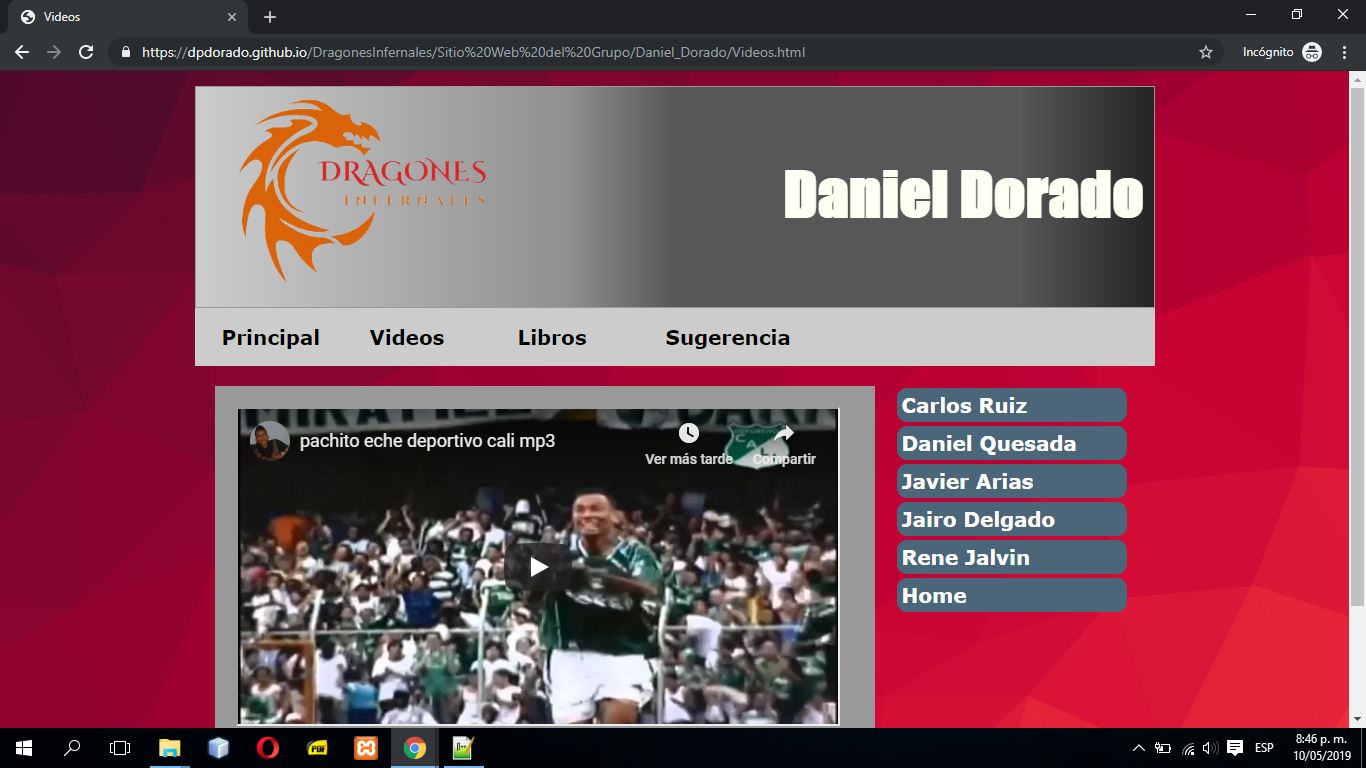 Videos
https://dpdorado.github.io/DragonesInfernales/Sitio%20Web%20del%20Grupo/Daniel_Dorado/Videos.html
Incógnito
DRAGONES
INFERNALES
Daniel Dorado
Principal Videos Libros Sugerencia
pachito eche deportivo cali mp3
Ver más tarde
Compartir
Carlos Ruiz
Daniel Quesada
Javier Arias
Jairo Delgado
Rene Jalvin
Home
PDF
ESP
8:46 p. m.
10/05/2019